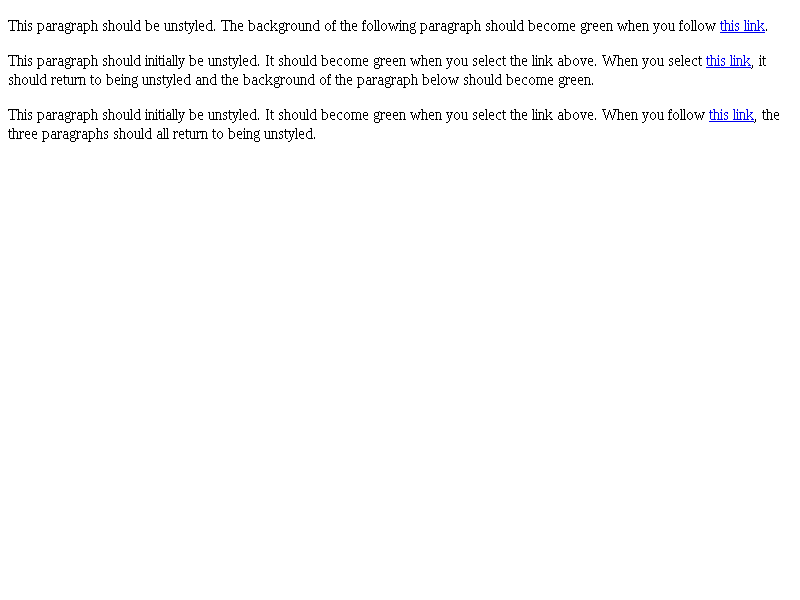 This paragraph should be unstyled. The background of the following paragraph should become green when you follow this link.
This paragraph should initially be unstyled. It should become green when you select the link above. When you select this link, it
should return to being unstyled and the background of the paragraph below should become green.
This paragraph should initially be unstyled. It should become green when you select the link above. When you follow this link, the
three paragraphs should all return to being unstyled.